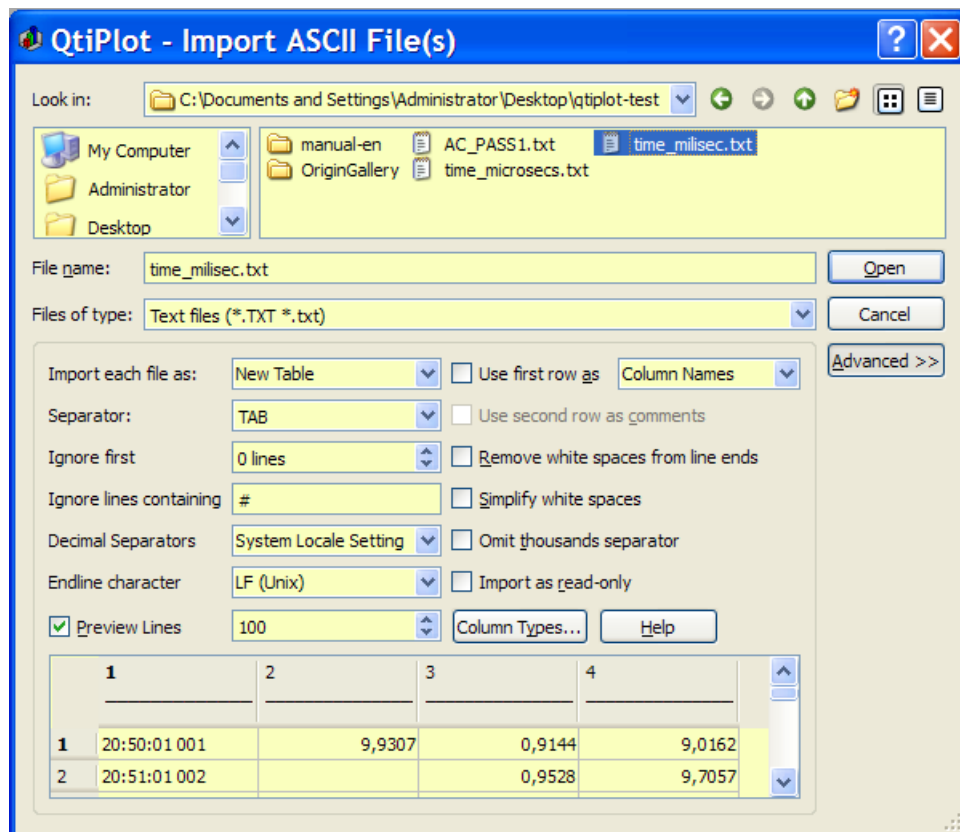 QtiPlot - Import ASCII File(s)
Look in: C:\Documents and Settings\Administrator\Desktop\qtiplot-test
My Computer
Administrator
Desktop
manual-en AC_PASS1.txt time_milisec.txt
OriginGallery time_microsecs.txt
File name: time_milisec.txt Open
Files of type: Text files (*.TXT *.txt) Cancel
Advanced >>
Import each file as: New Table Use first row as Column Names
Separator: TAB Use second row as comments
Ignore first 0 lines Remove white spaces from line ends
Ignore lines containing # Simplify white spaces
Decimal Separators System Locale Setting Omit thousands separator
Endline character LF (Unix) Import as read-only
Preview Lines 100 Column Types... Help
1 2 3 4
1 20:50:01 001 9,9307 0,9144 9,0162
2 20:51:01 002 0,9528 9,7057